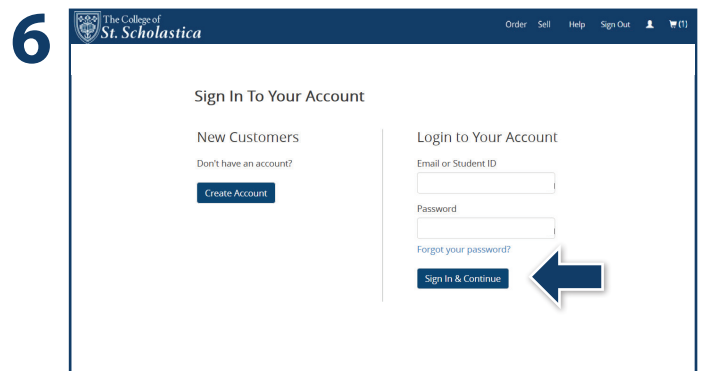 6
The College of
St. Scholastica
Order Sell Help Sign Out (1)
Sign In To Your Account
New Customers
Don't have an account?
Create Account
Login to Your Account
Email or Student ID
Password
Forgot your password?
Sign In & Continue